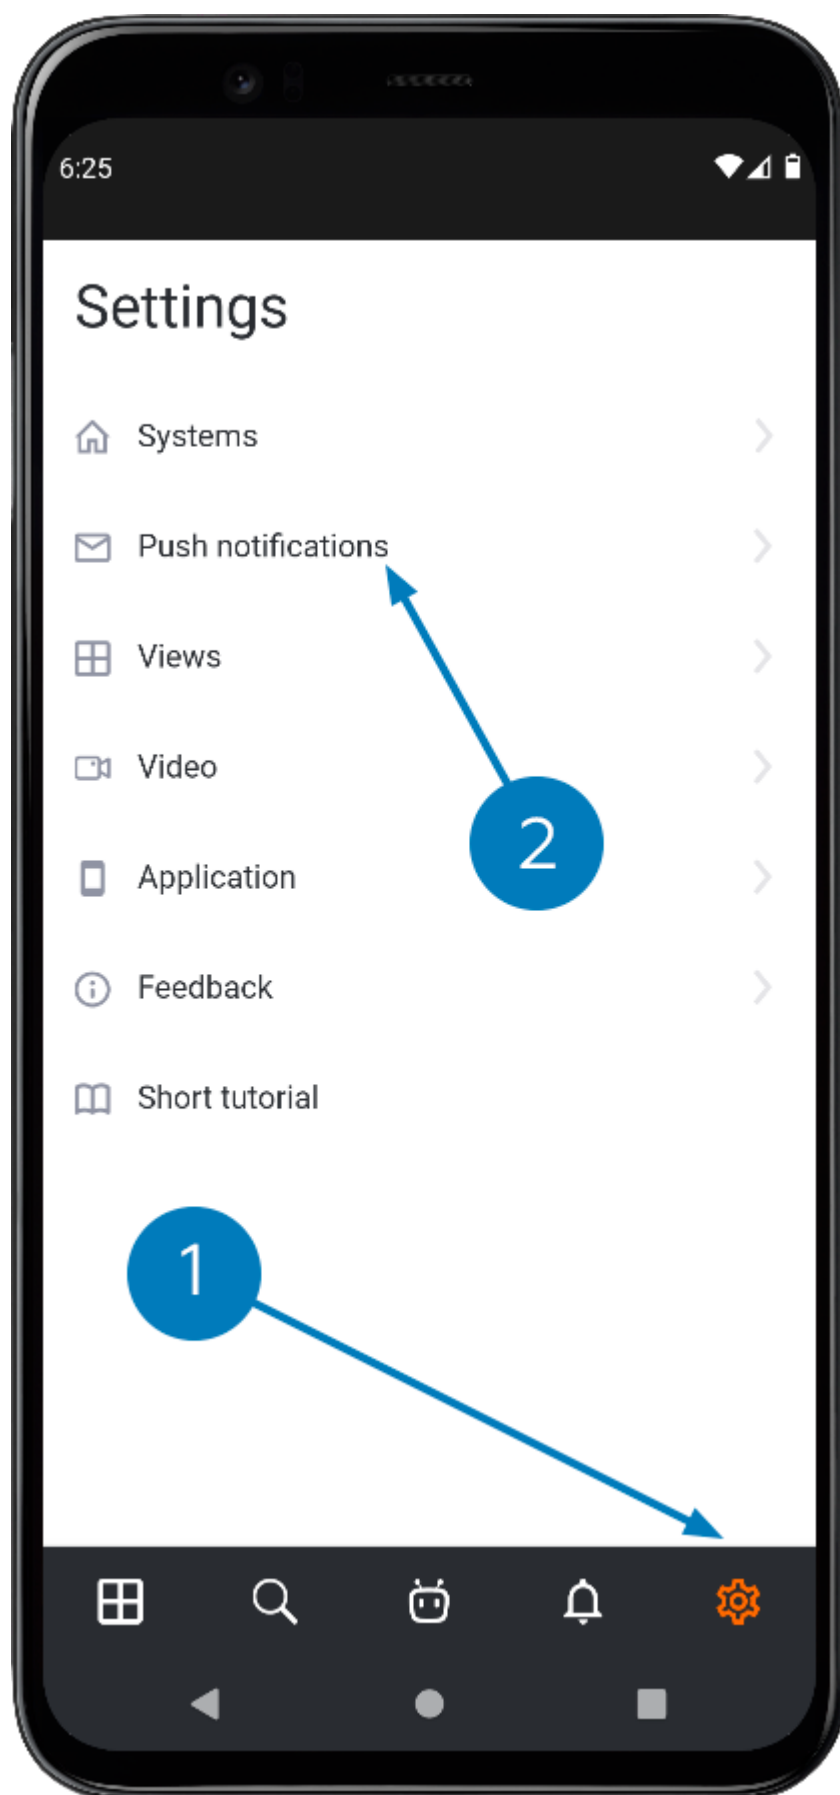 6:25
Settings
Systems
Push notifications
Views
2
Video
Application
Feedback
Short tutorial
1